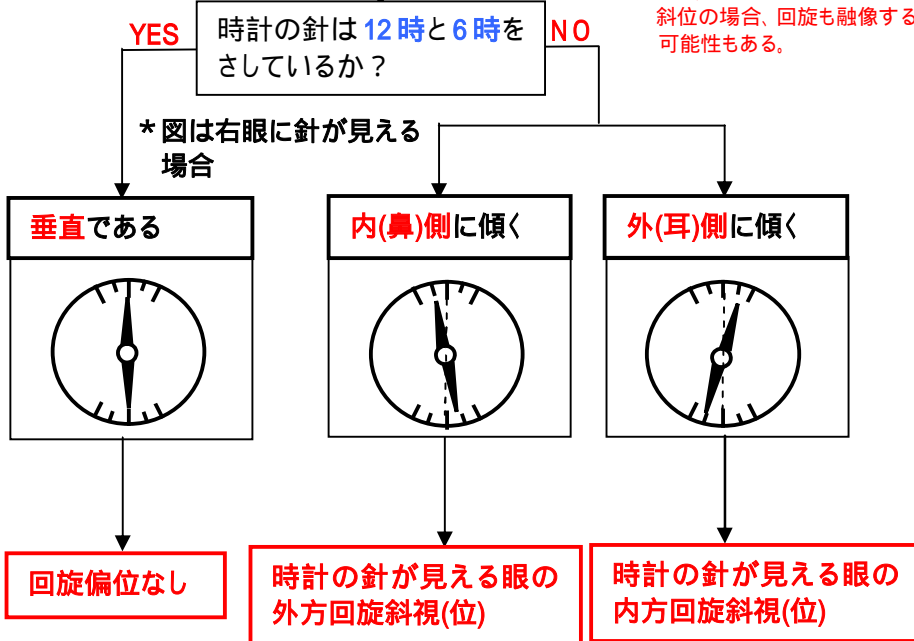 斜位の場合、回旋も融像する
可能性もある。
YES
時計の針は12時と6時を
さしているか？
NO
*図は右眼に針が見える
場合
垂直である
内(鼻)側に傾く
外(耳)側に傾く
回旋偏位なし
時計の針が見える眼の
外方回旋斜視(位)
時計の針が見える眼の
内方回旋斜視(位)